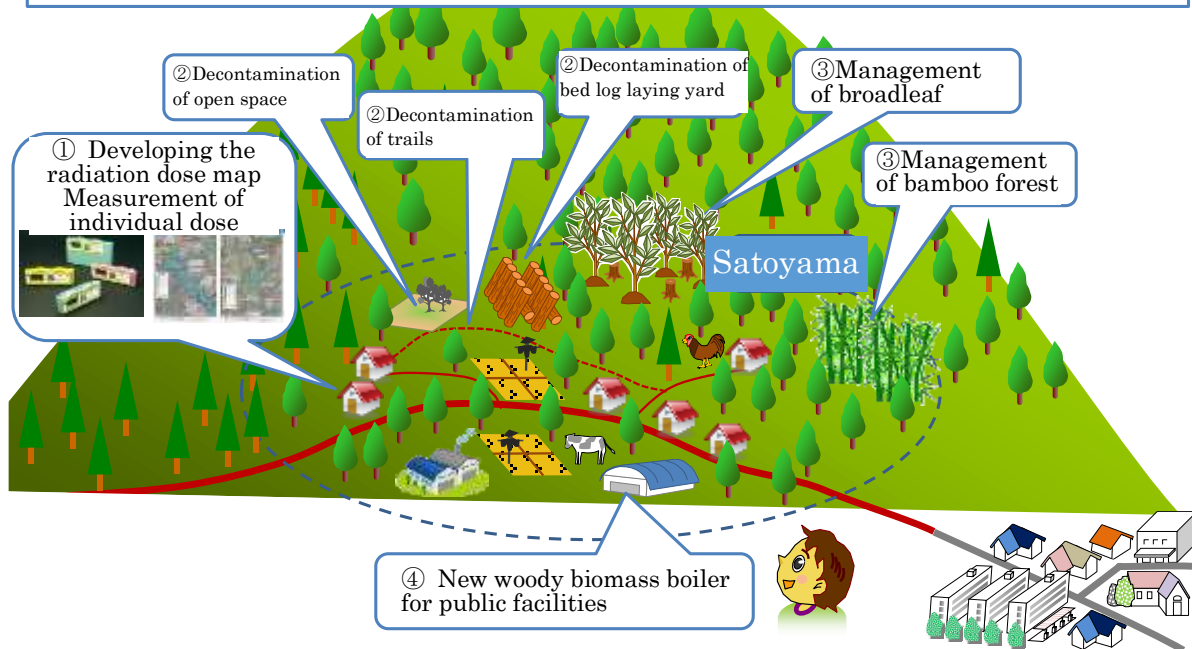 ②Decontamination
of open space
②Decontamination
of trails
②Decontamination of
bed log laying yard
③Management
of broadleaf
③Management
of bamboo forest
① Developing the
radiation dose map
Measurement of
individual dose
Satoyama
④ New woody biomass boiler
for public facilities